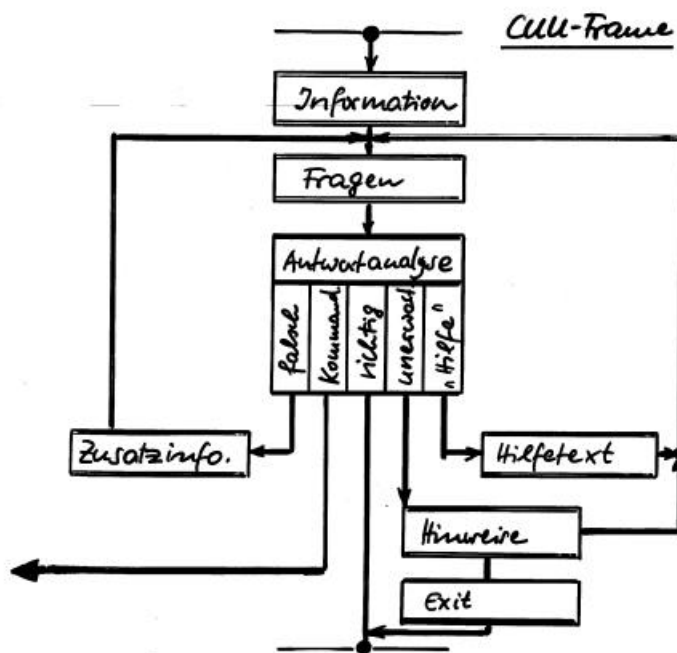 CUU-Frame
Information
Fragen
Antwortanalyse
falsch
Kommand
richtig
unerwart.
"Hilfe"
Zusatzinfo.
Hilfetext
Hinweise
Exit